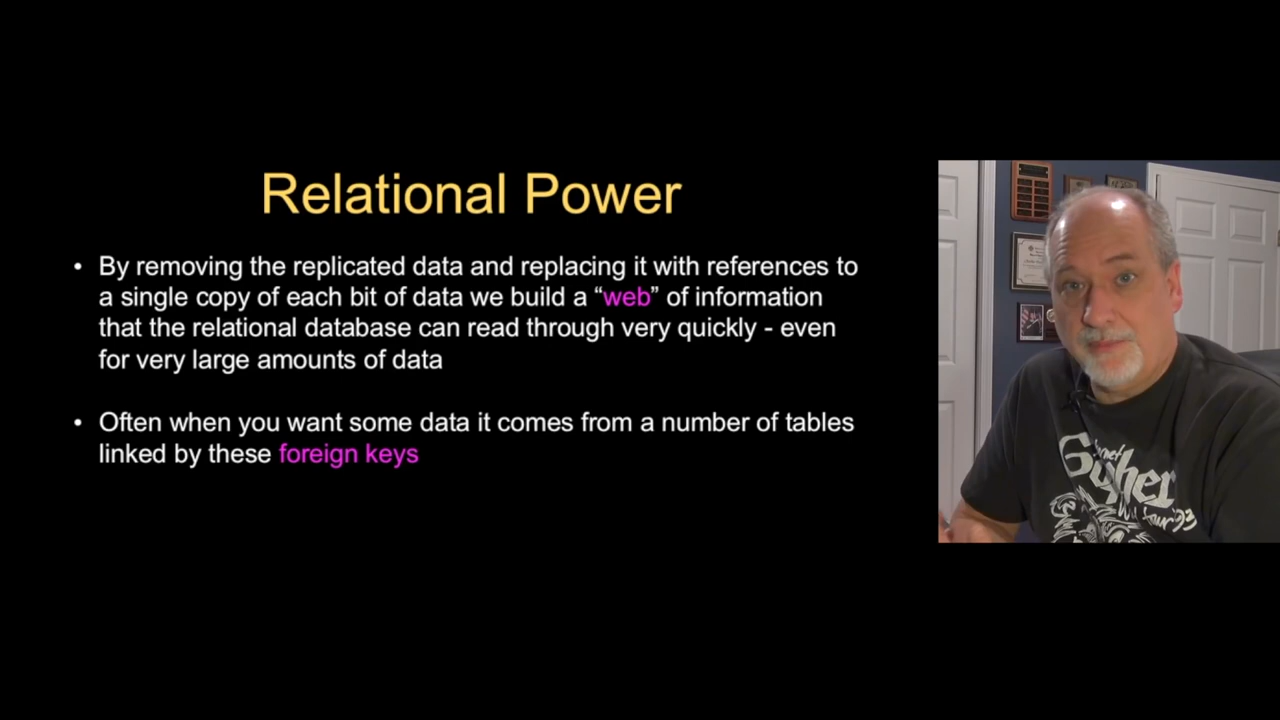 Relational Power
• By removing the replicated data and replacing it with references to
a single copy of each bit of data we build a “web” of information
that the relational database can read through very quickly - even
for very large amounts of data
• Often when you want some data it comes from a number of tables
linked by these foreign keys
Gopher
Tour '93